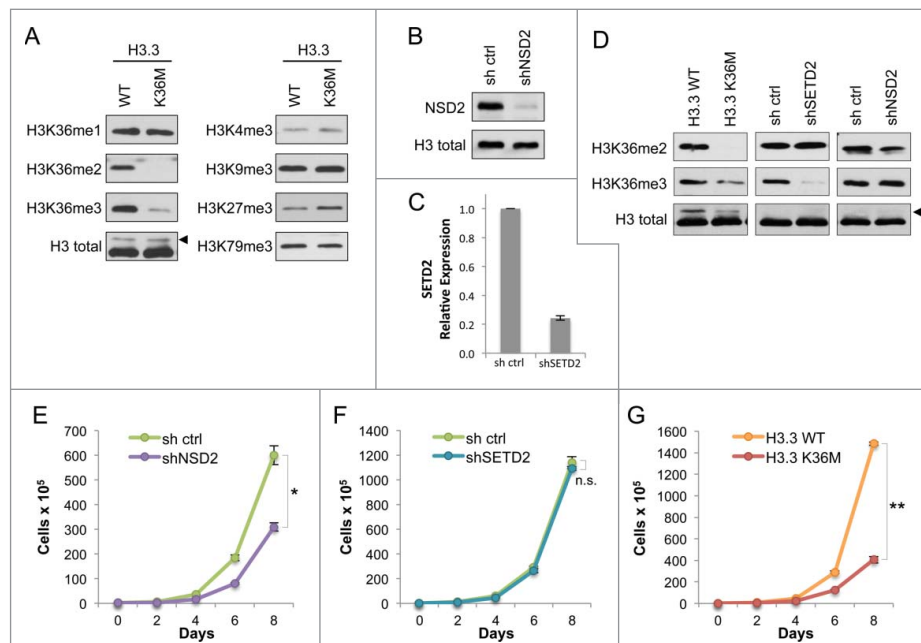 A
H3.3
WT
K36M
H3K36me1
H3K36me2
H3K36me3
H3 total
H3.3
WT
K36M
H3K4me3
H3K9me3
H3K27me3
H3K79me3
B
sh ctrl
shNSD2
NSD2
H3 total
C
SETD2
Relative Expression
1.0
0.8
0.6
0.4
0.2
0.0
sh ctrl
shSETD2
D
H3.3 WT
H3.3 K36M
sh ctrl
shSETD2
sh ctrl
shNSD2
H3K36me2
H3K36me3
H3 total
E
sh ctrl
shNSD2
Cells x 10⁵
700
600
500
400
300
200
100
0
*
0 2 4 6 8
Days
F
sh ctrl
shSETD2
Cells x 10⁵
1400
1200
1000
800
600
400
200
0
n.s.
0 2 4 6 8
Days
G
H3.3 WT
H3.3 K36M
Cells x 10⁵
1600
1400
1200
1000
800
600
400
200
0
**
0 2 4 6 8
Days